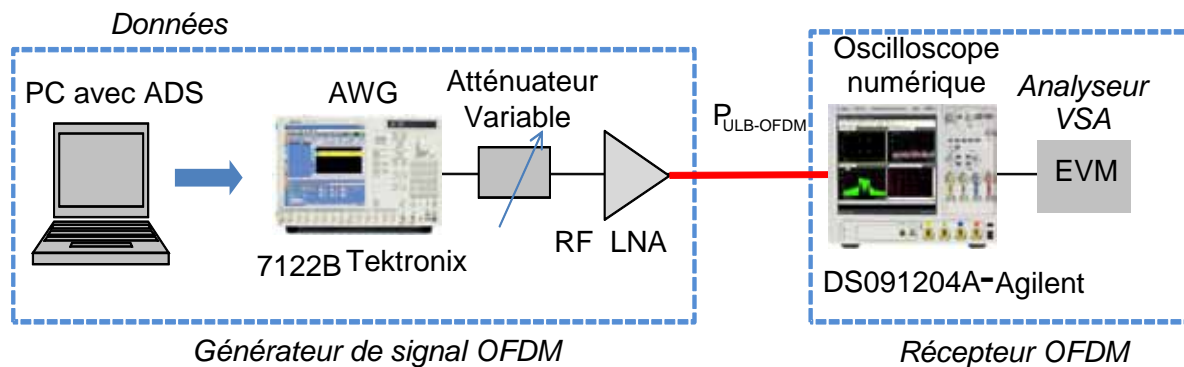 Données
PC avec ADS
AWG
7122B Tektronix
Atténuateur
Variable
RF LNA
P_ULB-OFDM
Oscilloscope
numérique
DS091204A-Agilent
Analyseur
VSA
EVM
Générateur de signal OFDM
Récepteur OFDM